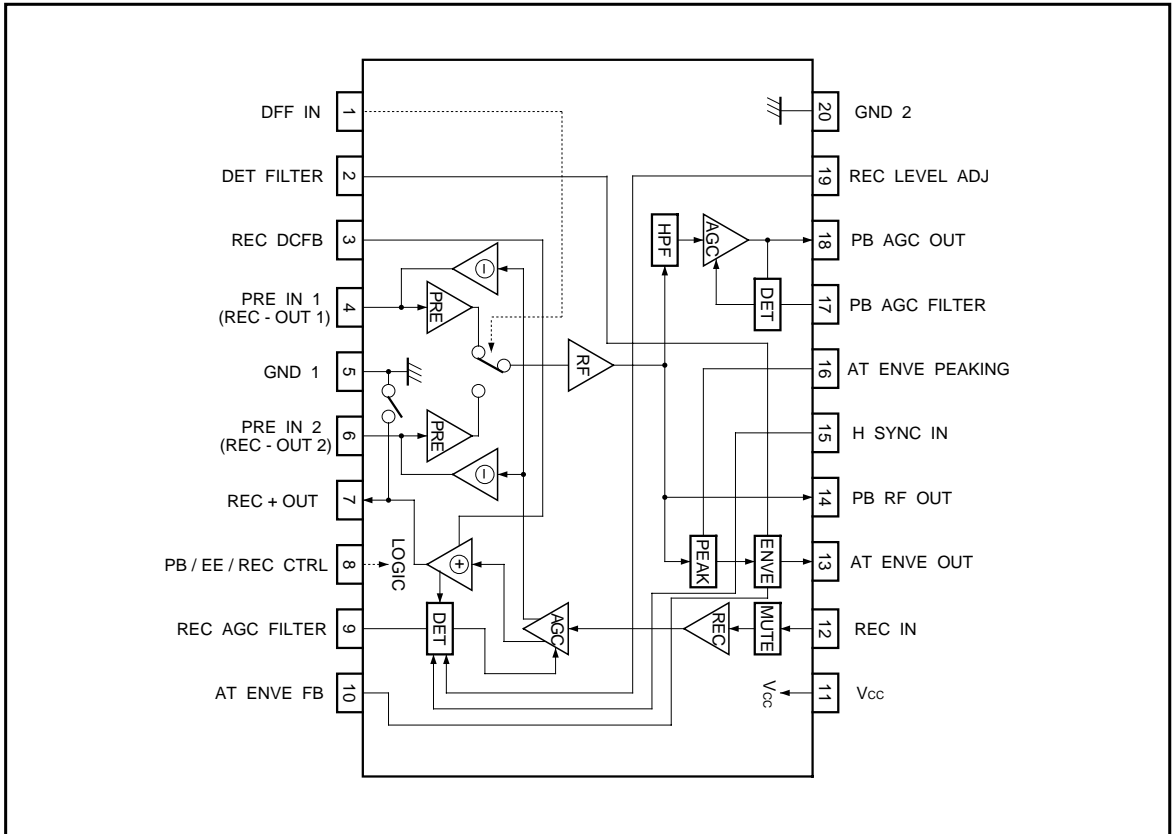 DFF IN
1
DET FILTER
2
REC DCFB
3
PRE IN 1
(REC - OUT 1)
4
GND 1
5
PRE IN 2
(REC - OUT 2)
6
REC + OUT
7
PB / EE / REC CTRL
8
REC AGC FILTER
9
AT ENVE FB
10
PRE
PRE
LOGIC
DET
AGC
RF
HPF
AGC
DET
PEAK
ENVE
REC
MUTE
Vcc
20
GND 2
19
REC LEVEL ADJ
18
PB AGC OUT
17
PB AGC FILTER
16
AT ENVE PEAKING
15
H SYNC IN
14
PB RF OUT
13
AT ENVE OUT
12
REC IN
11
Vcc